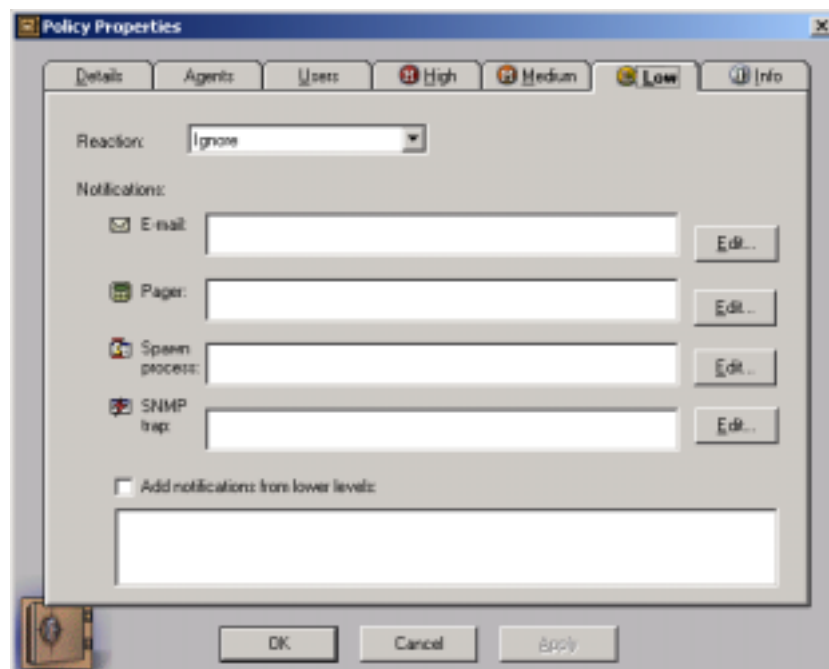 Policy Properties
Details Agents Users High Medium Low Info
Reaction: Ignore
Notifications:
E-mail: Edit...
Pager: Edit...
Spawn
process: Edit...
SNMP
trap: Edit...
Add notifications from lower levels:
OK Cancel Apply